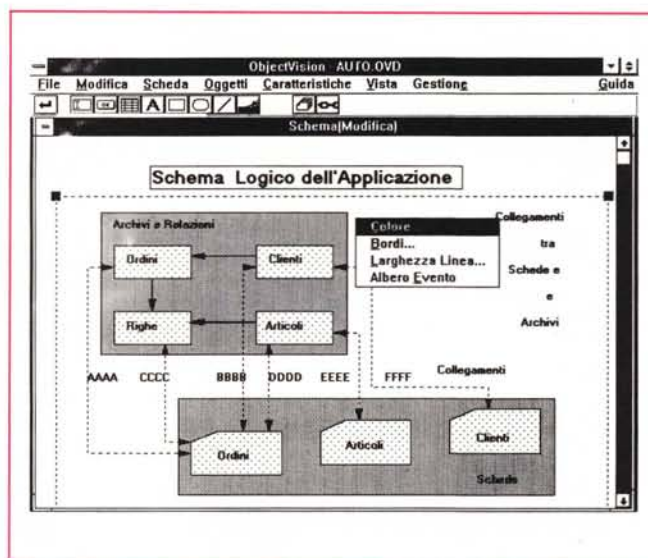 ObjectVision - AUTO.OVD
File Modifica Scheda Oggetti Caratteristiche Vista Gestione Guida
A
Schema(Modifica)
Schema Logico dell'Applicazione
Archivi e Relazioni
Ordini
Clienti
Righe
Articoli
Colore
Bordi...
Larghezza Linea...
Albero Evento
Collegamenti
tra
Schede e
e
Archivi
AAAA CCCC BBBB DDDD EEEE FFFF Collegamenti
Ordini
Articoli
Clienti
Schede